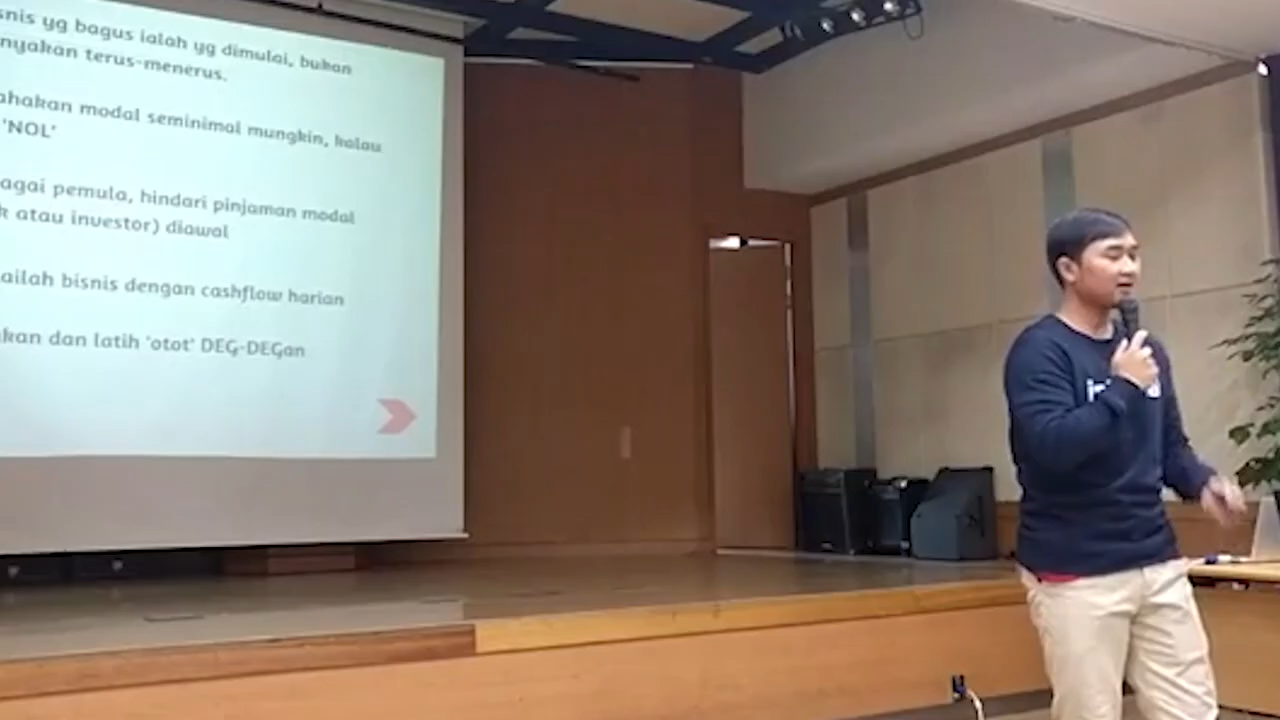 snis yg bagus ialah yg dimulai, bukan
nyakan terus-menerus.
ahakan modal seminimal mungkin, kalau
'NOL'
agai pemula, hindari pinjaman modal
k atau investor) diawal
ailah bisnis dengan cashflow harian
kan dan latih 'otot' DEG-DEGan